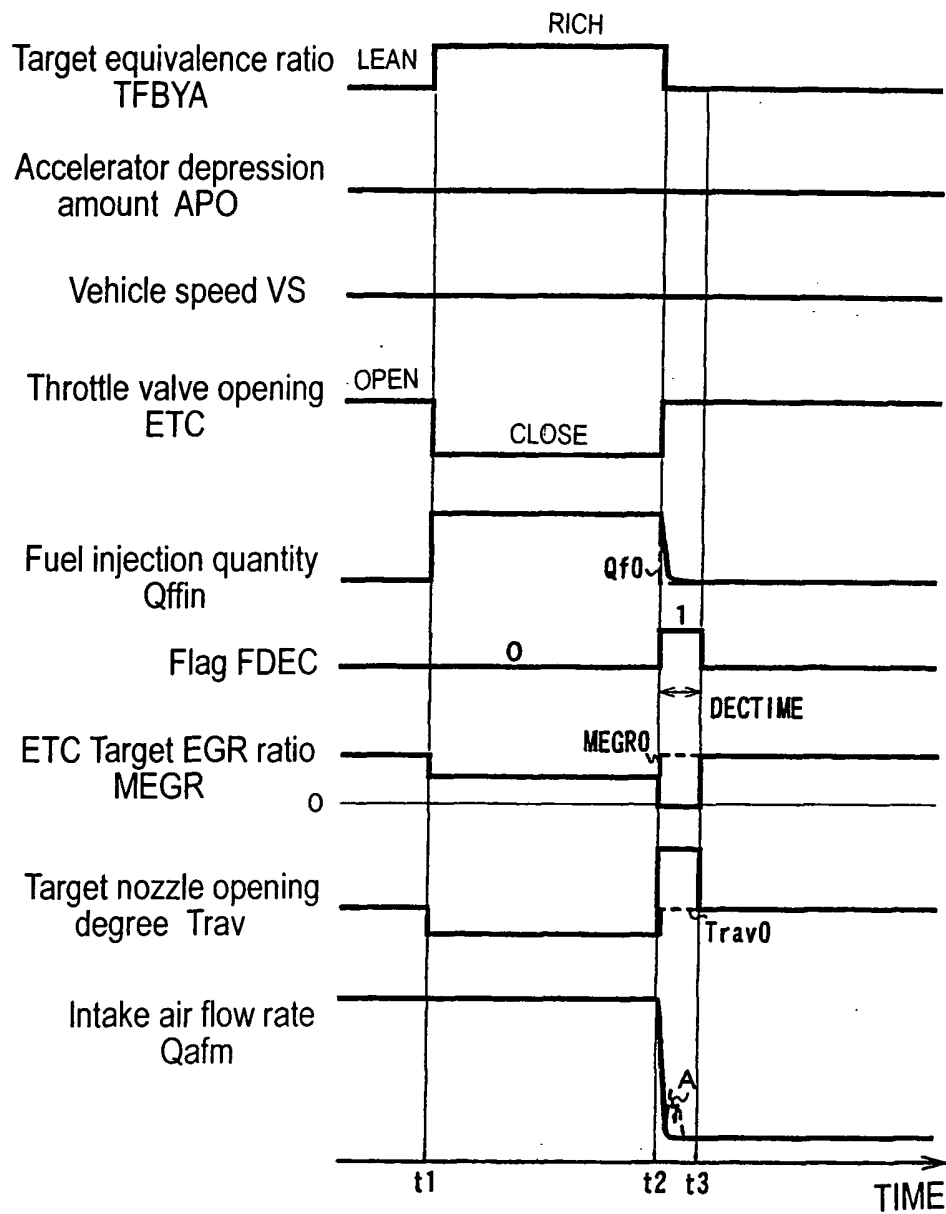 RICH
Target equivalence ratio
TFBYA
LEAN
Accelerator depression
amount APO
Vehicle speed VS
Throttle valve opening
ETC
OPEN
CLOSE
Fuel injection quantity
Qffin
Qf0
1
Flag FDEC
0
DECTIME
ETC Target EGR ratio
MEGR
MEGR0
0
Target nozzle opening
degree Trav
Trav0
Intake air flow rate
Qafm
A
t1
t2
t3
TIME